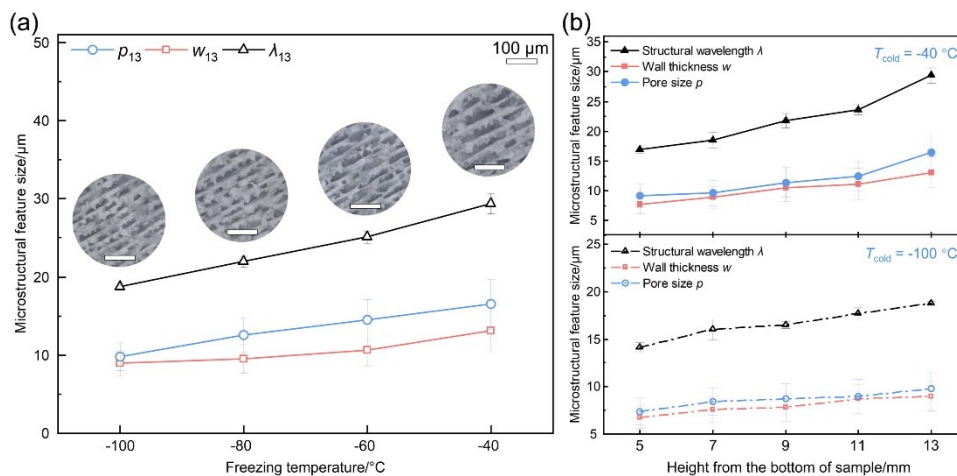 (a)
p13 w13 λ13
100 µm
50
40
30
20
10
0
Microstructural feature size/µm
-100 -80 -60 -40
Freezing temperature/°C
(b)
Structural wavelength λ
Wall thickness w
Pore size p
Tcold = -40 °C
35
30
25
20
15
10
5
Microstructural feature size/µm
Structural wavelength λ
Wall thickness w
Pore size p
Tcold = -100 °C
25
20
15
10
5
Microstructural feature size/µm
5 7 9 11 13
Height from the bottom of sample/mm